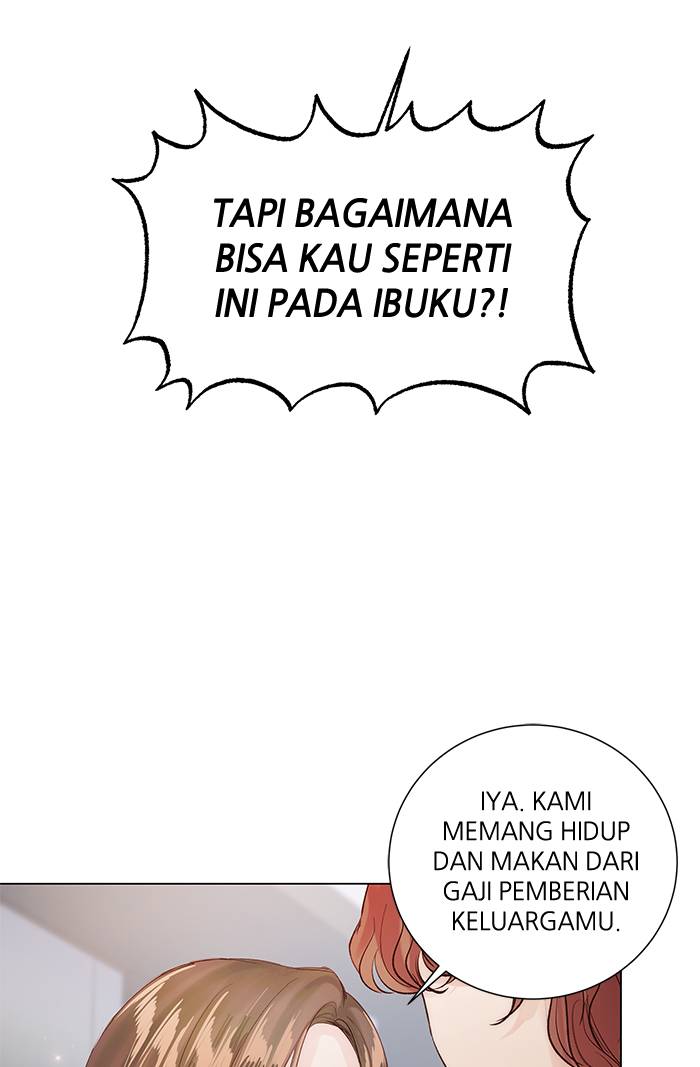 TAPI BAGAIMANA
BISA KAU SEPERTI
INI PADA IBUKU?!
IYA. KAMI
MEMANG HIDUP
DAN MAKAN DARI
GAJI PEMBERIAN
KELUARGAMU.